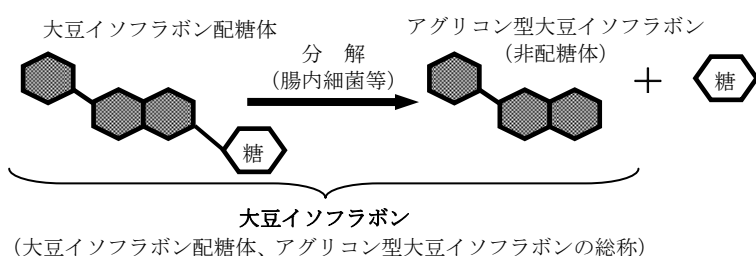 大豆イソフラボン配糖体
分 解
(腸内細菌等)
アグリコン型大豆イソフラボン
(非配糖体)
+
糖
糖
大豆イソフラボン
(大豆イソフラボン配糖体、アグリコン型大豆イソフラボンの総称)